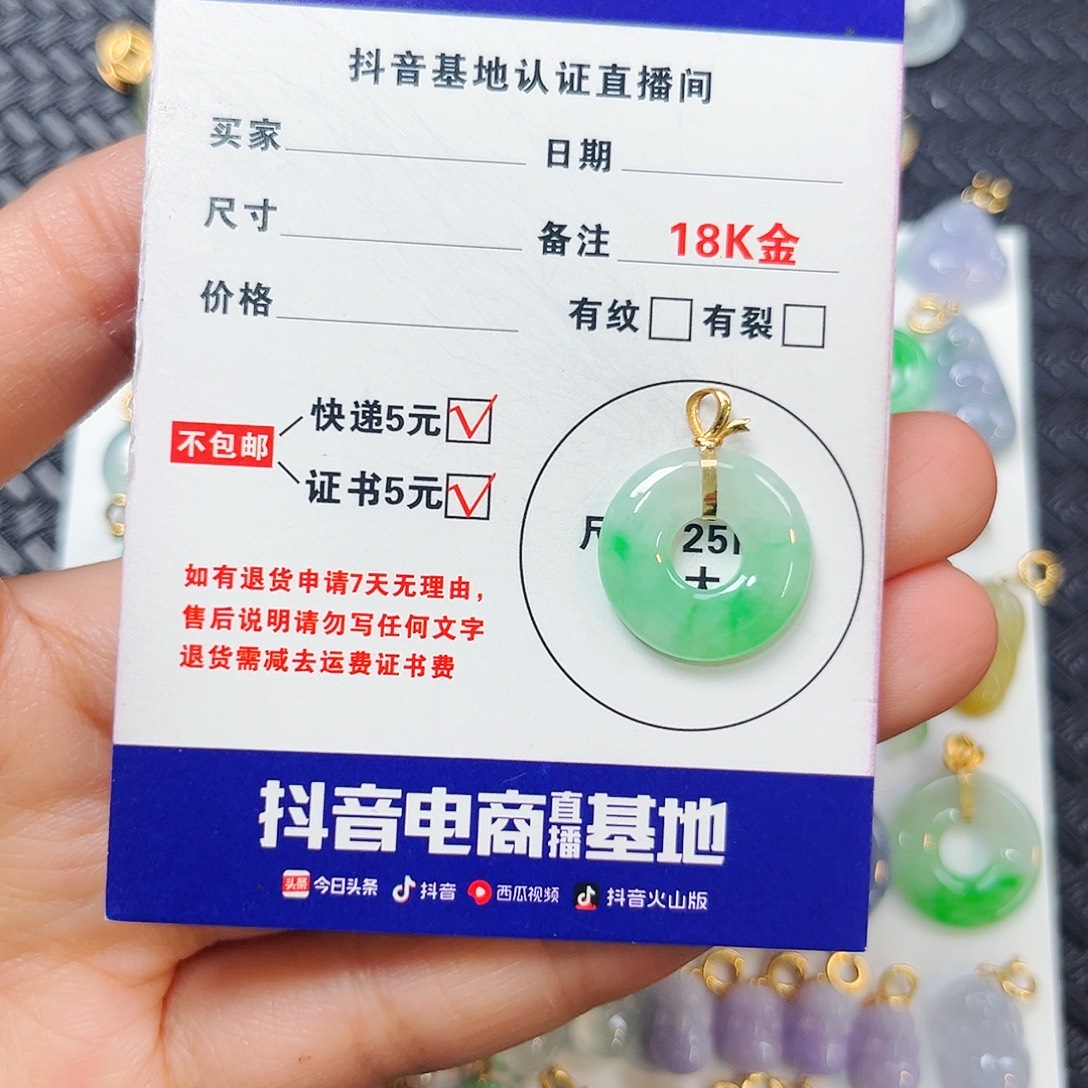 抖音基地认证直播间
买家 日期
尺寸 备注 18K金
价格 有纹 有裂
不包邮
快递5元
证书5元
25
如有退货申请7天无理由，
售后说明请勿写任何文字
退货需减去运费证书费
抖音电商直播基地
头条 今日头条 抖音 西瓜视频 抖音火山版